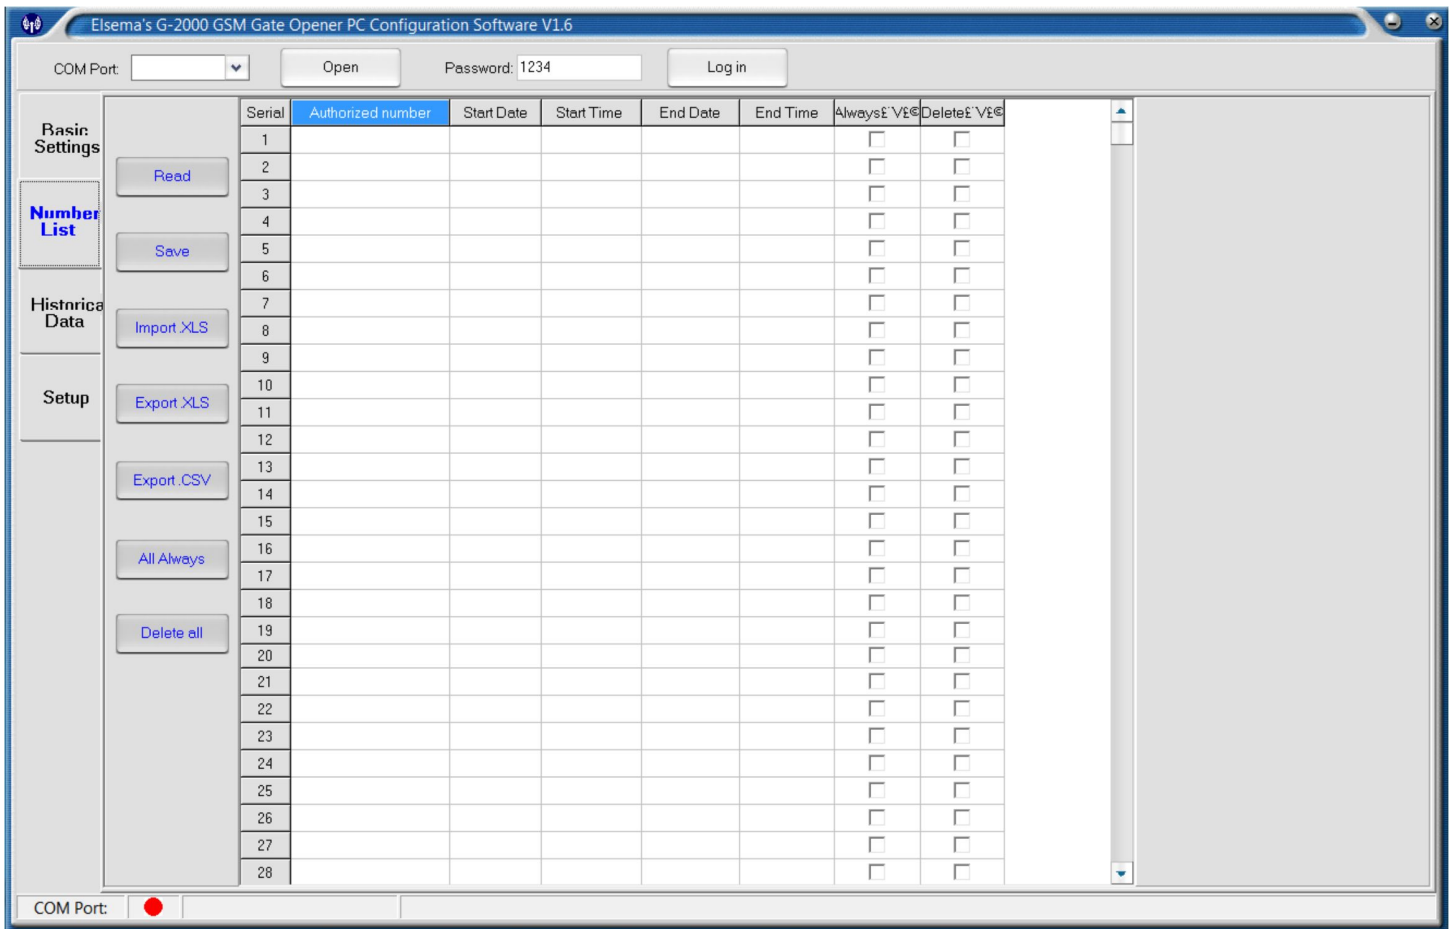 Elsema's G-2000 GSM Gate Opener PC Configuration Software V1.6
COM Port: Open Password: 1234 Log in
Basic
Settings
Number
List
Historica
Data
Setup
Read
Save
Import .XLS
Export .XLS
Export .CSV
All Always
Delete all
Serial Authorized number Start Date Start Time End Date End Time Always£¨V£© Delete£¨V£©
1
2
3
4
5
6
7
8
9
10
11
12
13
14
15
16
17
18
19
20
21
22
23
24
25
26
27
28
COM Port: